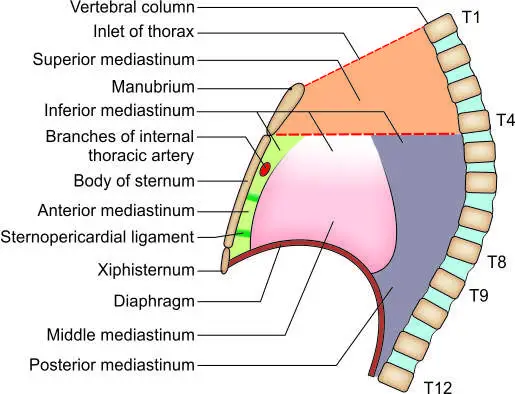 Vertebral column
T1
Inlet of thorax
Superior mediastinum
Manubrium
Inferior mediastinum
T4
Branches of internal
thoracic artery
Body of sternum
Anterior mediastinum
Sternopericardial ligament
T8
Xiphisternum
T9
Diaphragm
Middle mediastinum
Posterior mediastinum
T12